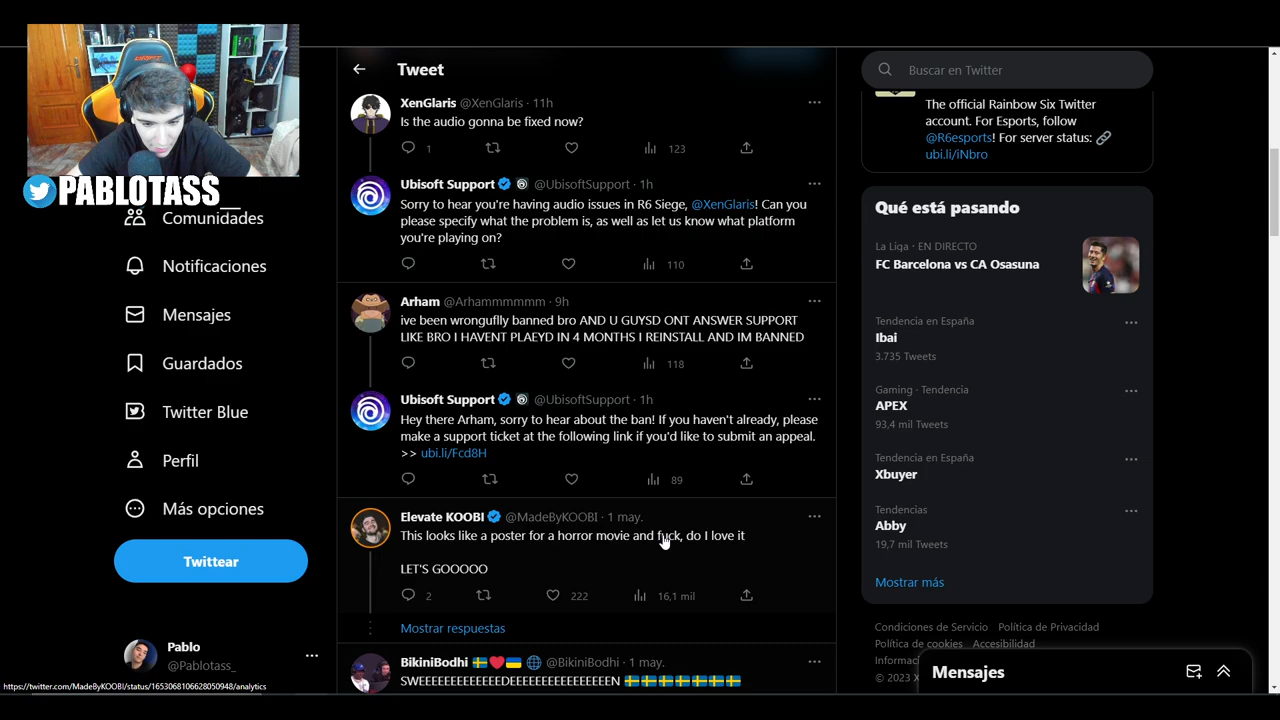 PABLOTASS_
Comunidades
Notificaciones
Mensajes
Guardados
Twitter Blue
Perfil
Más opciones
Twittear
Pablo
@Pablotass_
https://twitter.com/MadeByKOOBI/status/1653068106628050948/analytics
Tweet
XenGlaris @XenGlaris · 11h
Is the audio gonna be fixed now?
1 123
Ubisoft Support @UbisoftSupport · 1h
Sorry to hear you're having audio issues in R6 Siege, @XenGlaris! Can you
please specify what the problem is, as well as let us know what platform
you're playing on?
110
Arham @Arhammmmmm · 9h
ive been wronguflly banned bro AND U GUYSD ONT ANSWER SUPPORT
LIKE BRO I HAVENT PLAEYD IN 4 MONTHS I REINSTALL AND IM BANNED
118
Ubisoft Support @UbisoftSupport · 1h
Hey there Arham, sorry to hear about the ban! If you haven't already, please
make a support ticket at the following link if you'd like to submit an appeal.
>> ubi.li/Fcd8H
89
Elevate KOOBI @MadeByKOOBI · 1 may.
This looks like a poster for a horror movie and fuck, do I love it
LET'S GOOOOO
2 222 16,1 mil
Mostrar respuestas
BikiniBodhi 🇸🇪❤️🇺🇦 🌐 @BikiniBodhi · 1 may.
SWEEEEEEEEEEEEDEEEEEEEEEEEEEEEEN 🇸🇪🇸🇪🇸🇪🇸🇪🇸🇪🇸🇪🇸🇪
Buscar en Twitter
The official Rainbow Six Twitter
account. For Esports, follow
@R6esports! For server status: 🔗
ubi.li/iNbro
Qué está pasando
La Liga · EN DIRECTO
FC Barcelona vs CA Osasuna
Tendencia en España
Ibai
3.735 Tweets
Gaming · Tendencia
APEX
93,4 mil Tweets
Tendencia en España
Xbuyer
Tendencias
Abby
19,7 mil Tweets
Mostrar más
Condiciones de Servicio Política de Privacidad
Política de cookies Accesibilidad
© 2023 X
Mensajes